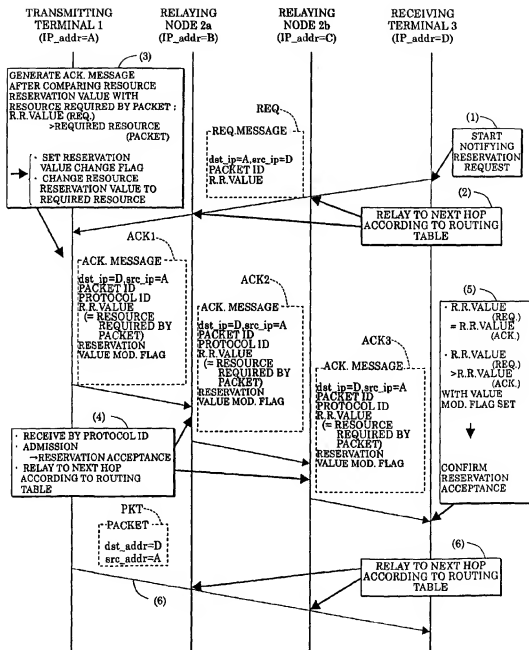 TRANSMITTING
TERMINAL 1
(IP_addr=A)
RELAYING
NODE 2a
(IP_addr=B)
RELAYING
NODE 2b
(IP_addr=C)
RECEIVING
TERMINAL 3
(IP_addr=D)
(3)
GENERATE ACK. MESSAGE
AFTER COMPARING RESOURCE
RESERVATION VALUE WITH
RESOURCE REQUIRED BY PACKET :
R.R.VALUE (REQ.)
>REQUIRED RESOURCE
(PACKET)
· SET RESERVATION
VALUE CHANGE FLAG
· CHANGE RESOURCE
RESERVATION VALUE TO
REQUIRED RESOURCE
REQ
REQ.MESSAGE
dst_ip=A,src_ip=D
PACKET ID
R.R.VALUE
(1)
START
NOTIFYING
RESERVATION
REQUEST
(2)
RELAY TO NEXT HOP
ACCORDING TO ROUTING
TABLE
ACK1
ACK. MESSAGE
dst_ip=D,src_ip=A
PACKET ID
PROTOCOL ID
R.R.VALUE
(= RESOURCE
REQUIRED BY
PACKET)
RESERVATION
VALUE MOD. FLAG
ACK2
ACK. MESSAGE
dst_ip=D,src_ip=A
PACKET ID
PROTOCOL ID
R.R.VALUE
(= RESOURCE
REQUIRED BY
PACKET)
RESERVATION
VALUE MOD. FLAG
ACK3
ACK. MESSAGE
dst_ip=D,src_ip=A
PACKET ID
PROTOCOL ID
R.R.VALUE
(= RESOURCE
REQUIRED BY
PACKET)
RESERVATION
VALUE MOD. FLAG
(5)
· R.R.VALUE
(REQ.)
= R.R.VALUE
(ACK.)
· R.R.VALUE
(REQ.)
>R.R.VALUE
(ACK.)
WITH VALUE
MOD. FLAG SET
CONFIRM
RESERVATION
ACCEPTANCE
(4)
· RECEIVE BY PROTOCOL ID
· ADMISSION
→RESERVATION ACCEPTANCE
· RELAY TO NEXT HOP
ACCORDING TO ROUTING
TABLE
PKT
PACKET
dst_addr=D
src_addr=A
(6)
(6)
RELAY TO NEXT HOP
ACCORDING TO ROUTING
TABLE